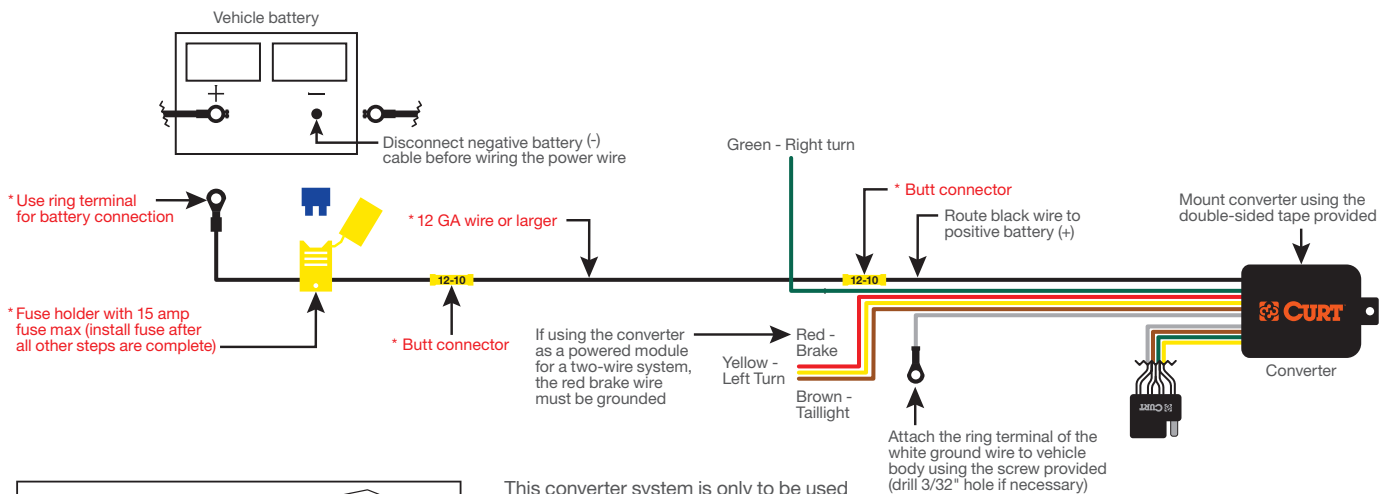 Vehicle battery
+
—
Disconnect negative battery (-)
cable before wiring the power wire
* Use ring terminal
for battery connection
* 12 GA wire or larger
Green - Right turn
* Butt connector
Route black wire to
positive battery (+)
Mount converter using the
double-sided tape provided
12-10
12-10
* Fuse holder with 15 amp
fuse max (install fuse after
all other steps are complete)
* Butt connector
If using the converter
as a powered module
for a two-wire system,
the red brake wire
must be grounded
Red -
Brake
Yellow -
Left Turn
Brown -
Taillight
CURT
Converter
CURT
Attach the ring terminal of the
white ground wire to vehicle
body using the screw provided
(drill 3/32" hole if necessary)
This converter system is only to be used